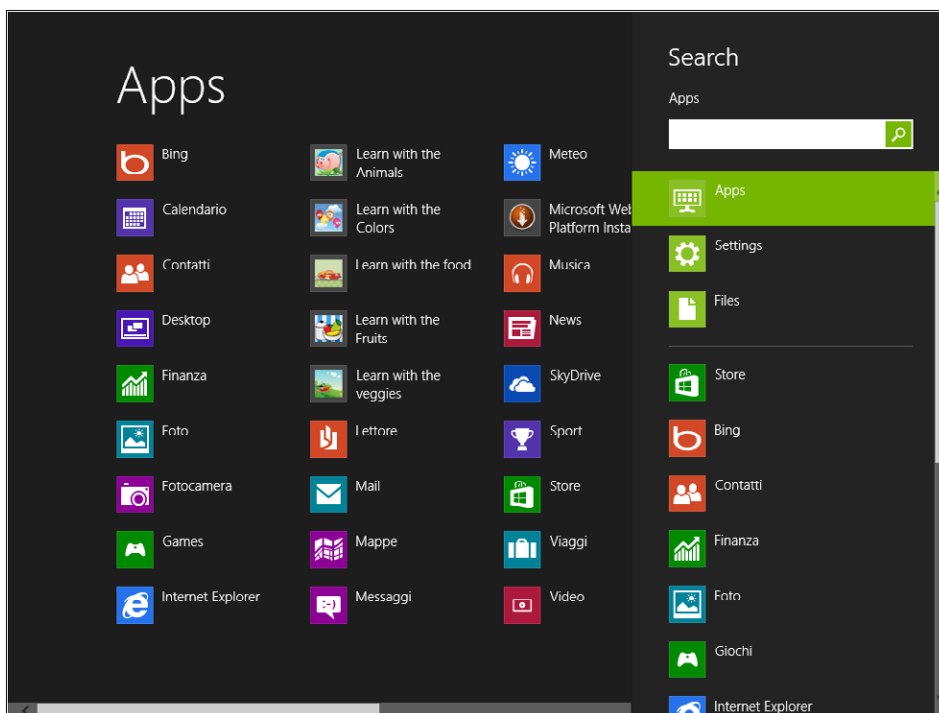 Apps
Bing
Calendario
Contatti
Desktop
Finanza
Foto
Fotocamera
Games
Internet Explorer
Learn with the
Animals
Learn with the
Colors
Learn with the food
Learn with the
Fruits
Learn with the
veggies
Lettore
Mail
Mappe
Messaggi
Meteo
Microsoft Web
Platform Insta
Musica
News
SkyDrive
Sport
Store
Viaggi
Video
Search
Apps
Apps
Settings
Files
Store
Bing
Contatti
Finanza
Foto
Giochi
Internet Explorer